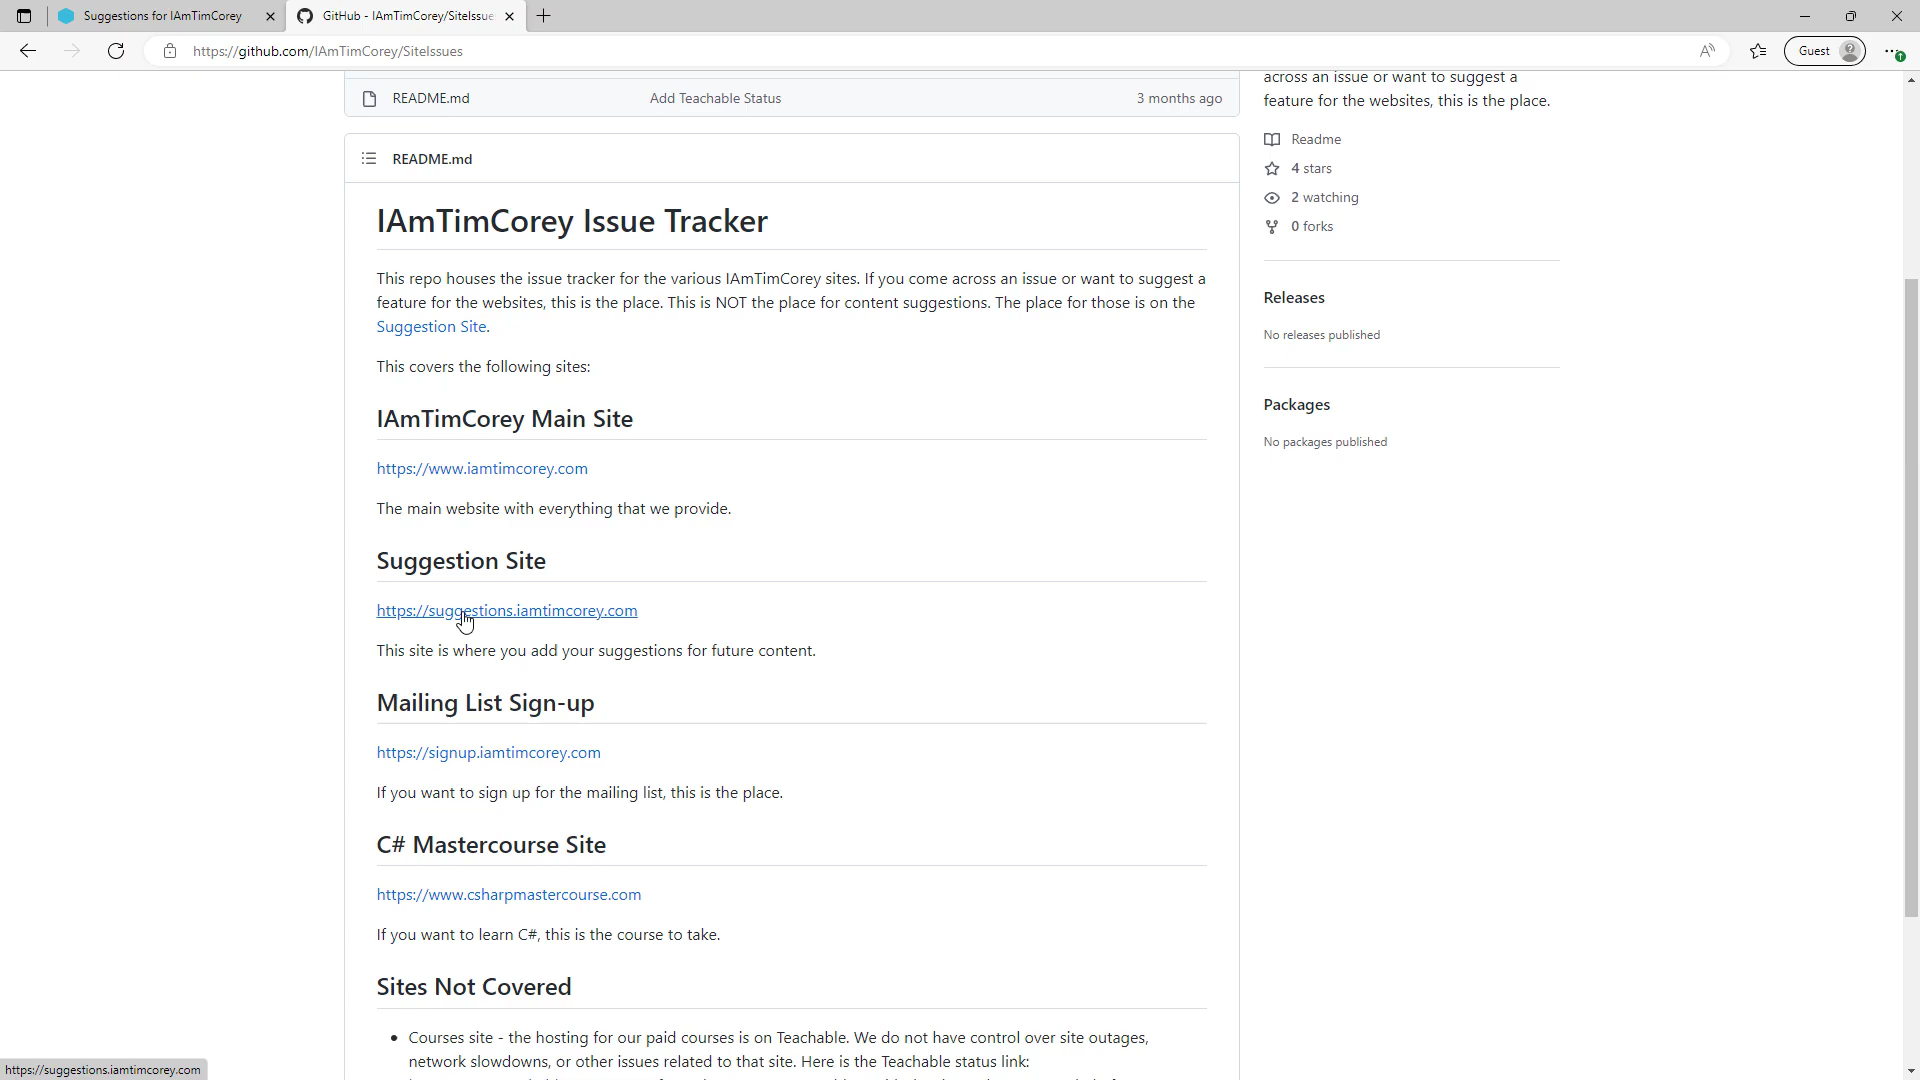 Suggestions for IAmTimCorey
GitHub - IAmTimCorey/SiteIssue
https://github.com/IAmTimCorey/SiteIssues
Guest
README.md
Add Teachable Status
3 months ago
README.md
IAmTimCorey Issue Tracker
This repo houses the issue tracker for the various IAmTimCorey sites. If you come across an issue or want to suggest a
feature for the websites, this is the place. This is NOT the place for content suggestions. The place for those is on the
Suggestion Site.
This covers the following sites:
IAmTimCorey Main Site
https://www.iamtimcorey.com
The main website with everything that we provide.
Suggestion Site
https://suggestions.iamtimcorey.com
This site is where you add your suggestions for future content.
Mailing List Sign-up
https://signup.iamtimcorey.com
If you want to sign up for the mailing list, this is the place.
C# Mastercourse Site
https://www.csharpmastercourse.com
If you want to learn C#, this is the course to take.
Sites Not Covered
Courses site - the hosting for our paid courses is on Teachable. We do not have control over site outages,
network slowdowns, or other issues related to that site. Here is the Teachable status link:
across an issue or want to suggest a
feature for the websites, this is the place.
Readme
4 stars
2 watching
0 forks
Releases
No releases published
Packages
No packages published
https://suggestions.iamtimcorey.com